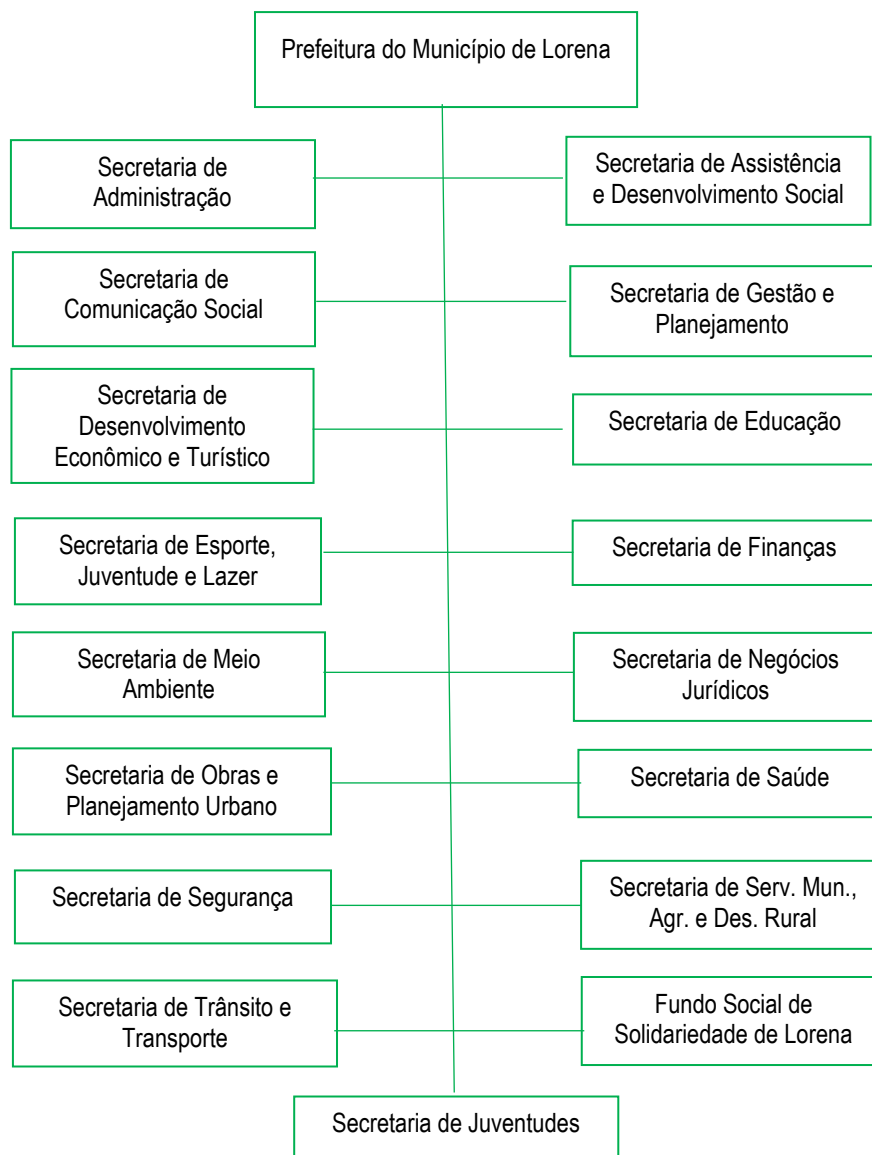 Prefeitura do Município de Lorena
Secretaria de
Administração
Secretaria de Assistência
e Desenvolvimento Social
Secretaria de
Comunicação Social
Secretaria de Gestão e
Planejamento
Secretaria de
Desenvolvimento
Econômico e Turístico
Secretaria de Educação
Secretaria de Esporte,
Juventude e Lazer
Secretaria de Finanças
Secretaria de Meio
Ambiente
Secretaria de Negócios
Jurídicos
Secretaria de Obras e
Planejamento Urbano
Secretaria de Saúde
Secretaria de Segurança
Secretaria de Serv. Mun.,
Agr. e Des. Rural
Secretaria de Trânsito e
Transporte
Fundo Social de
Solidariedade de Lorena
Secretaria de Juventudes